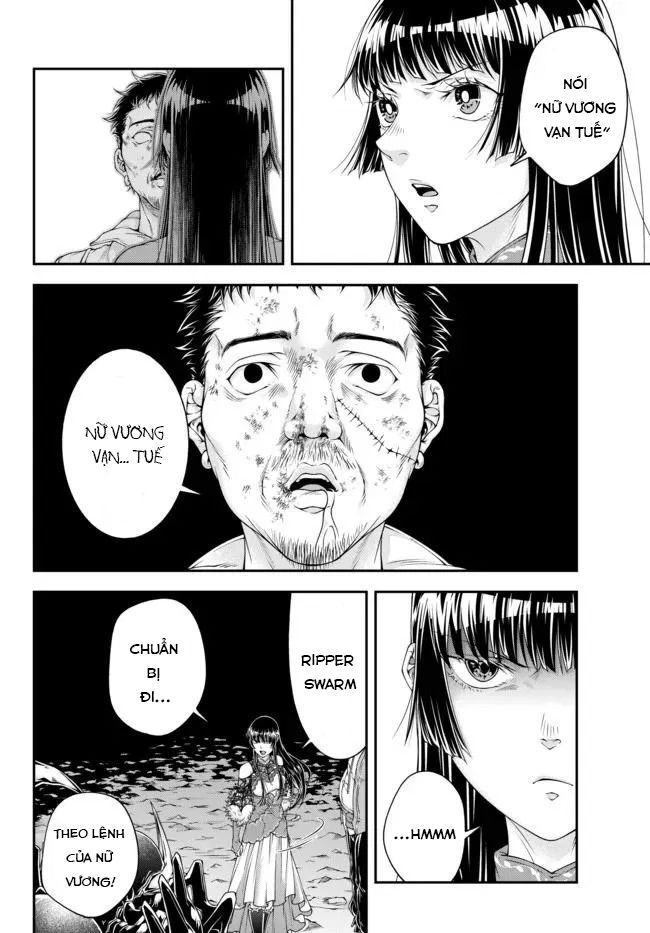 NÓI
"NỮ VƯƠNG
VẠN TUẾ"
NỮ VƯƠNG
VẠN... TUẾ
...HMMM
RIPPER
SWARM
CHUẨN
BỊ
ĐI...
THEO LỆNH
CỦA NỮ
VƯƠNG!